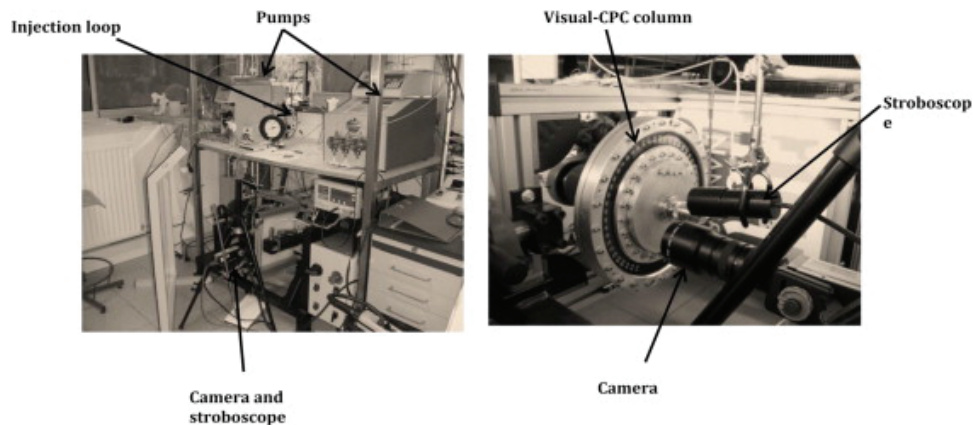 Pumps
Injection loop
Camera and
stroboscope
Visual-CPC column
Stroboscop
e
Camera